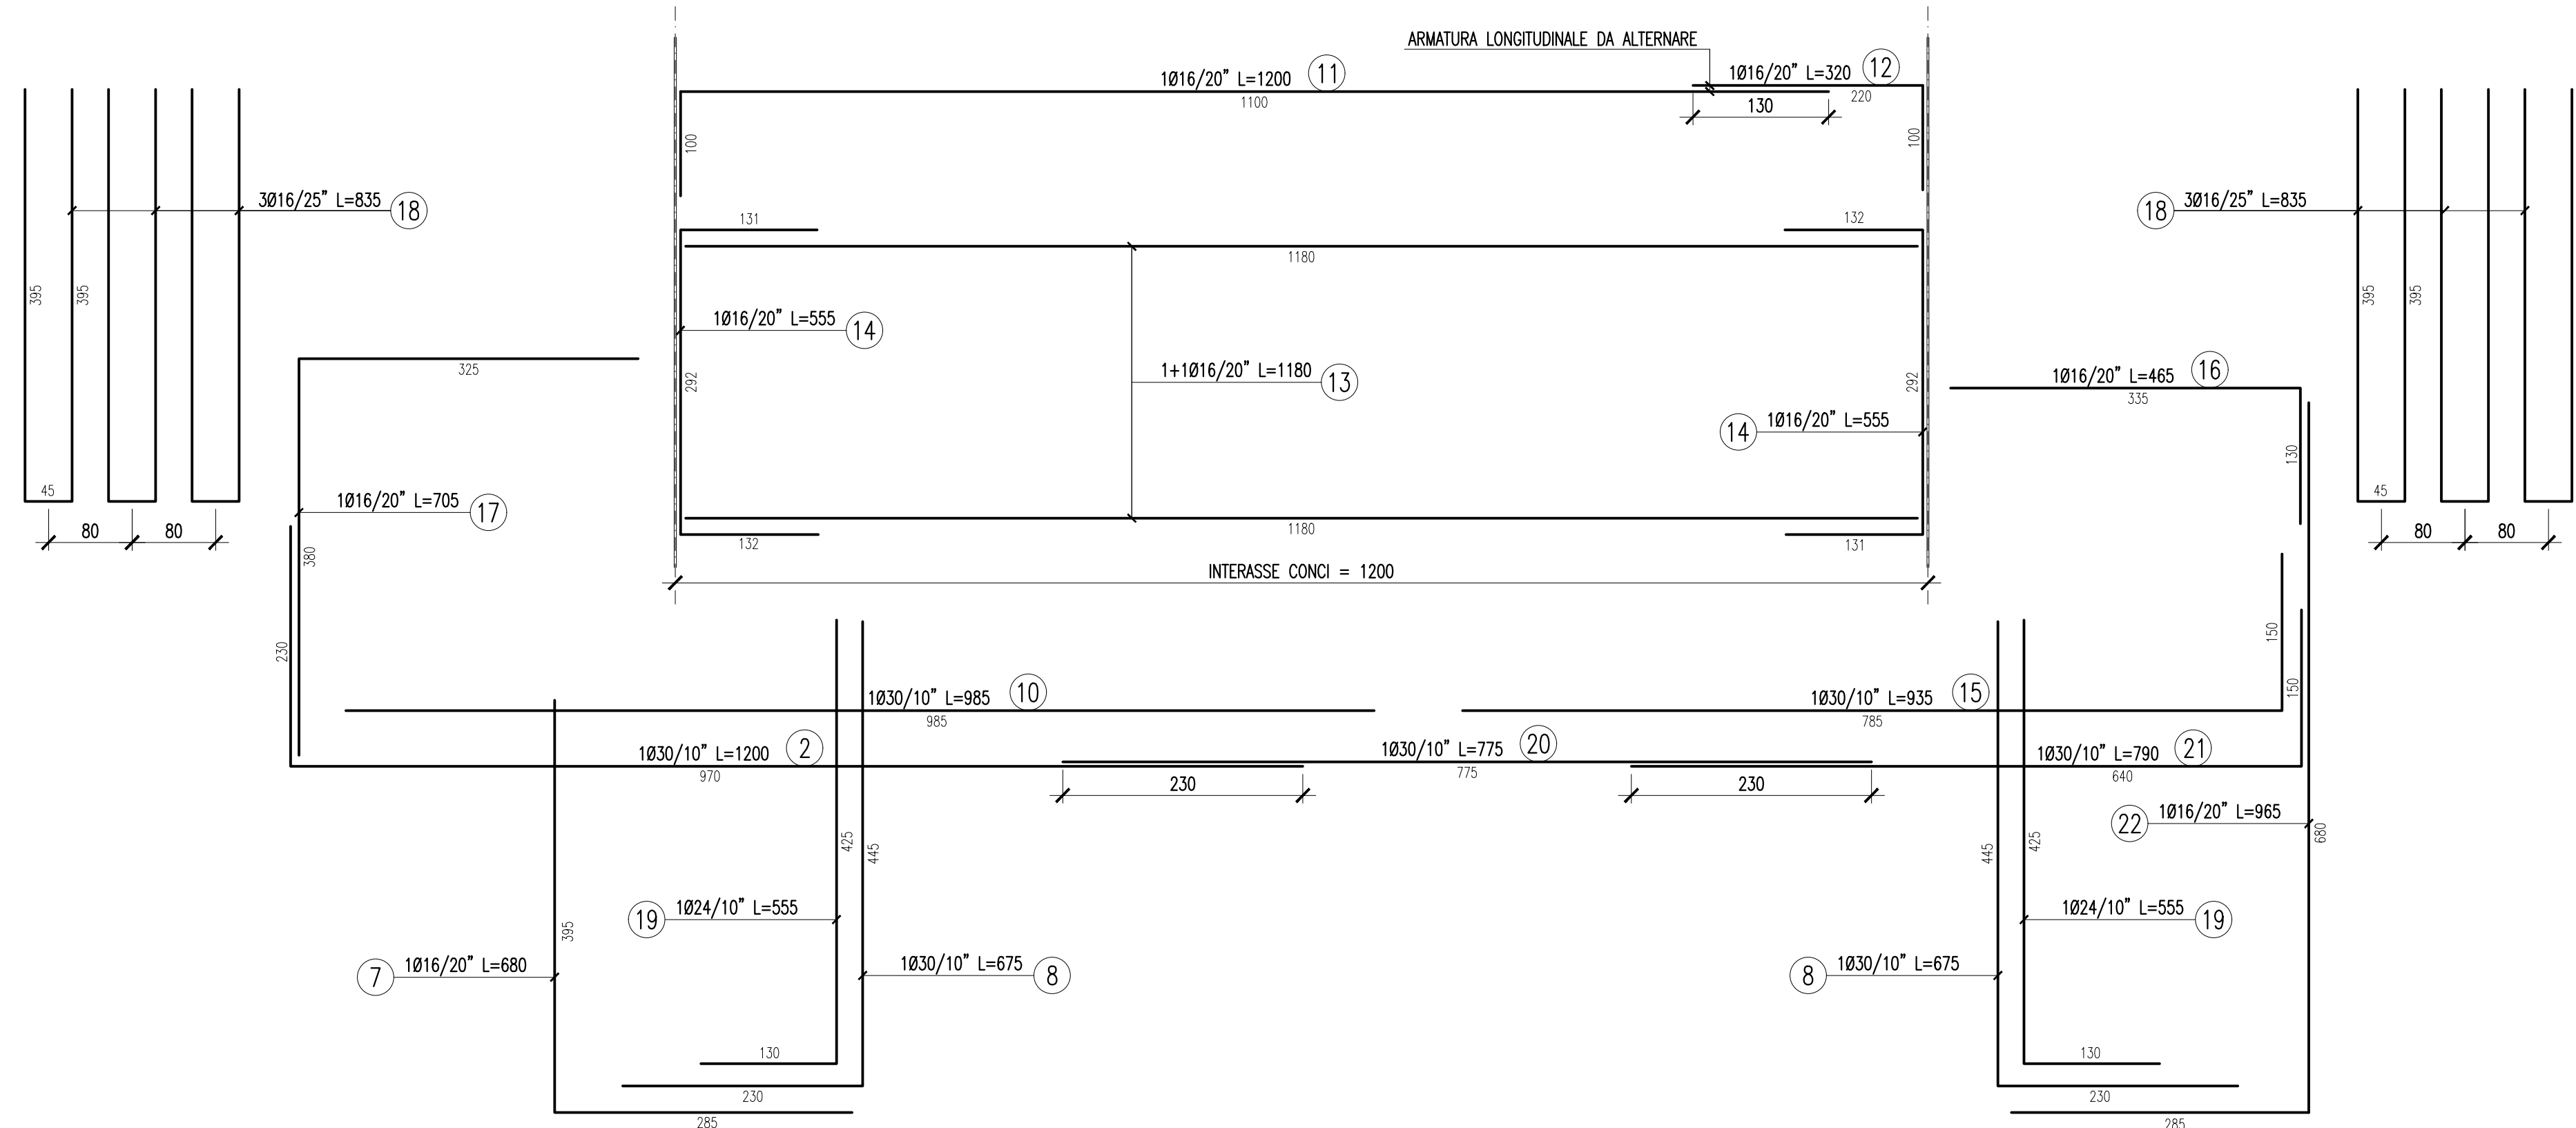 ARMATURA LONGITUDINALE DA ALTERNARE
1Ø16/20” L=1200 11
1100
1Ø16/20” L=320 12
220
130
100
100
3Ø16/25” L=835 18
395
395
45
80
80
18 3Ø16/25” L=835
395
395
45
80
80
131
132
1180
1Ø16/20” L=555 14
292
1+1Ø16/20” L=1180 13
292
14 1Ø16/20” L=555
1180
132
131
INTERASSE CONCI = 1200
325
1Ø16/20” L=705 17
380
230
1Ø16/20” L=465 16
335
130
150
150
1Ø30/10” L=985 10
985
1Ø30/10” L=935 15
785
1Ø30/10” L=1200 2
970
1Ø30/10” L=775 20
775
1Ø30/10” L=790 21
640
230
230
22 1Ø16/20” L=965
680
425
445
445
425
19 1Ø24/10” L=555
1Ø24/10” L=555 19
395
7 1Ø16/20” L=680
1Ø30/10” L=675 8
8 1Ø30/10” L=675
130
230
285
130
230
285